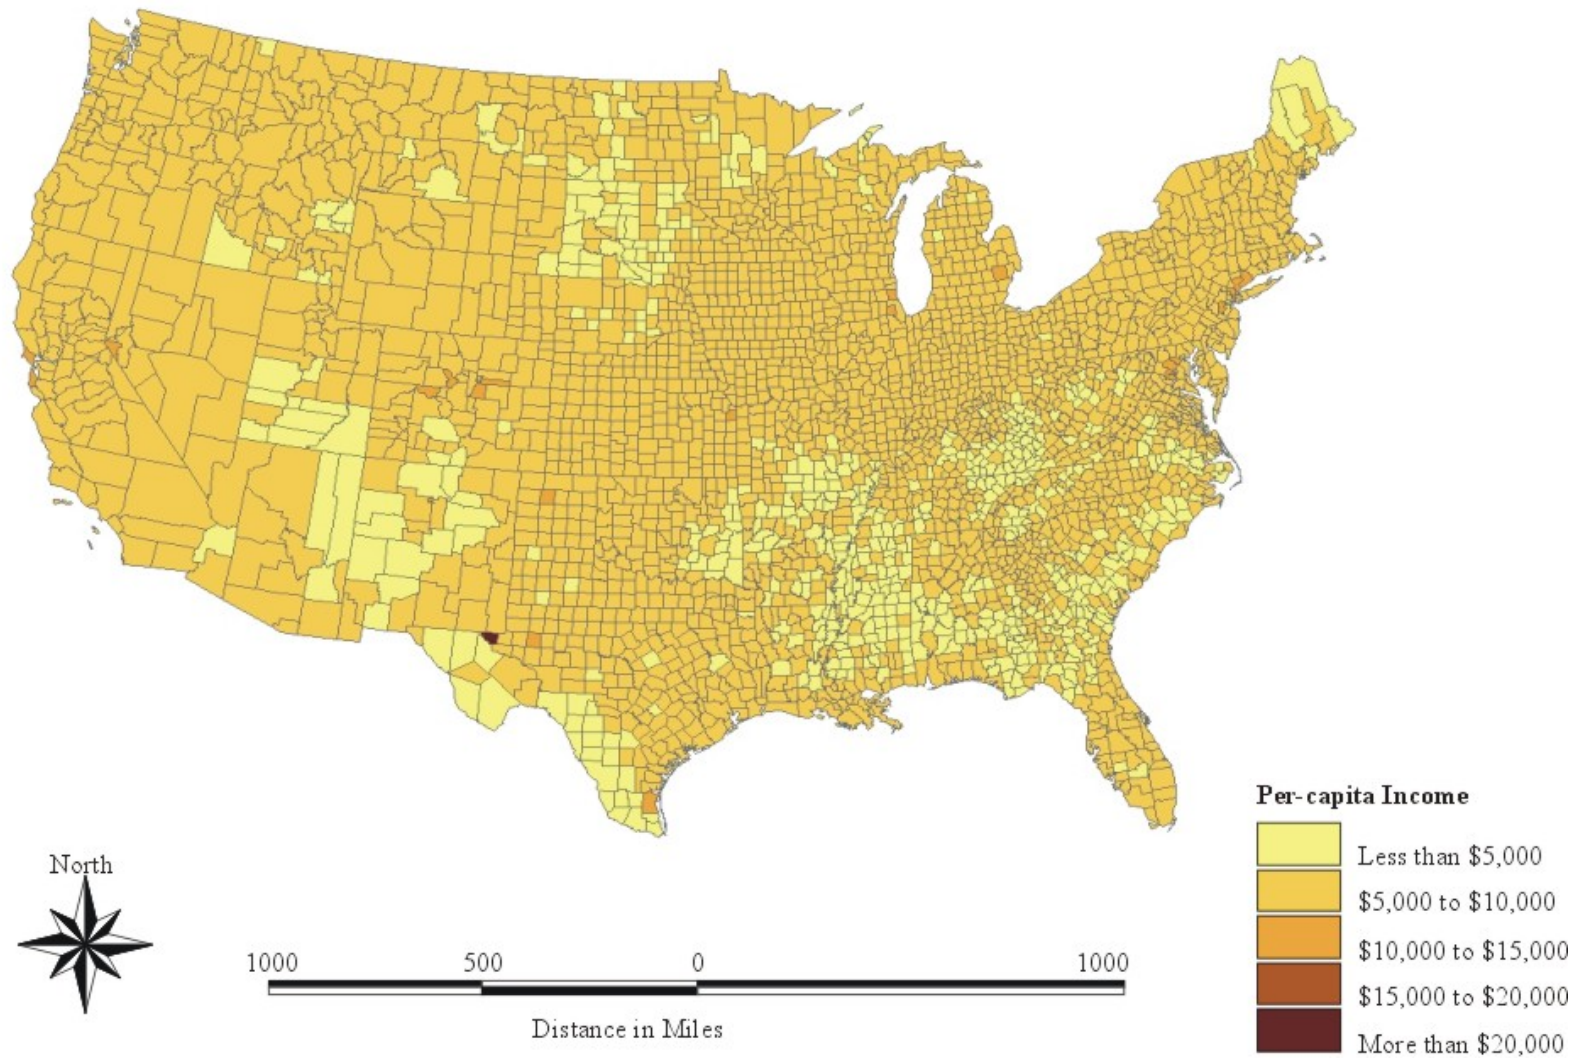 Per-capita Income
Less than $5,000
$5,000 to $10,000
$10,000 to $15,000
$15,000 to $20,000
More than $20,000
North
1000 500 0 1000
Distance in Miles